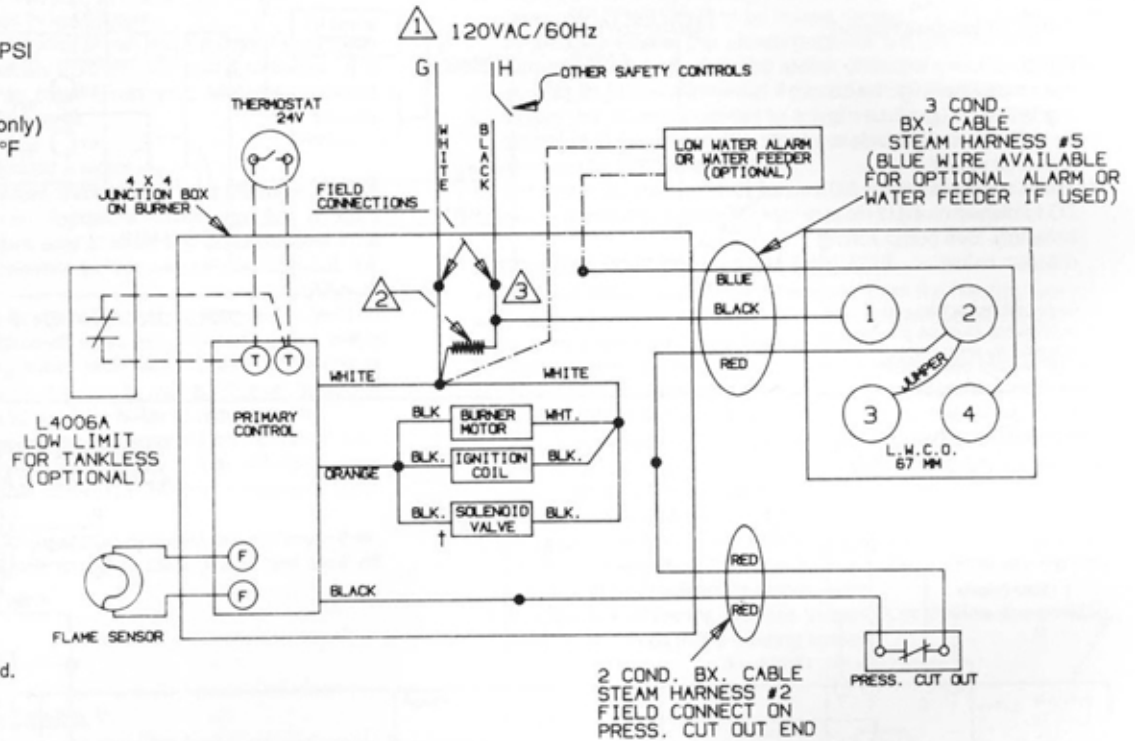 PSI
only)
°F
1 120VAC/60Hz
G H
OTHER SAFETY CONTROLS
WHITE
BLACK
THERMOSTAT
24V
4 X 4
JUNCTION BOX
ON BURNER
FIELD
CONNECTIONS
LOW WATER ALARM
OR WATER FEEDER
(OPTIONAL)
3 COND.
BX. CABLE
STEAM HARNESS #5
(BLUE WIRE AVAILABLE
FOR OPTIONAL ALARM OR
WATER FEEDER IF USED)
2
3
BLUE
BLACK
RED
1
2
JUMPER
3
4
L.W.C.O.
67 MM
T T
L4006A
LOW LIMIT
FOR TANKLESS
(OPTIONAL)
PRIMARY
CONTROL
WHITE
WHITE
BLK BURNER MOTOR WHT.
ORANGE
BLK. IGNITION COIL BLK.
BLK. SOLENOID VALVE BLK.
†
F
F
BLACK
FLAME SENSOR
RED
RED
PRESS. CUT OUT
d.
2 COND. BX. CABLE
STEAM HARNESS #2
FIELD CONNECT ON
PRESS. CUT OUT END